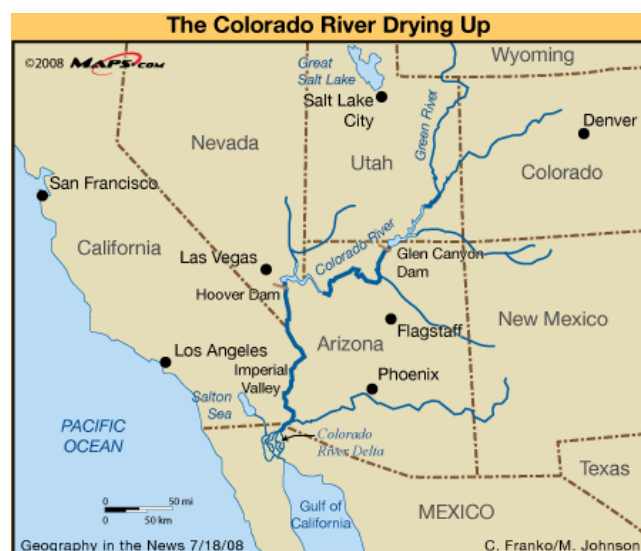 The Colorado River Drying Up
©2008 MAPS.COM
Wyoming
Great
Salt Lake
Salt Lake
City
Green River
Denver
Nevada
Utah
Colorado
San Francisco
California
Las Vegas
Colorado River
Glen Canyon
Dam
Hoover Dam
Flagstaff
New Mexico
Los Angeles
Arizona
Imperial
Valley
Phoenix
Salton
Sea
PACIFIC
OCEAN
Colorado
River Delta
Texas
0 50 mi
0 50 km
Gulf of
California
MEXICO
Geography in the News 7/18/08
C. Franko/M. Johnson